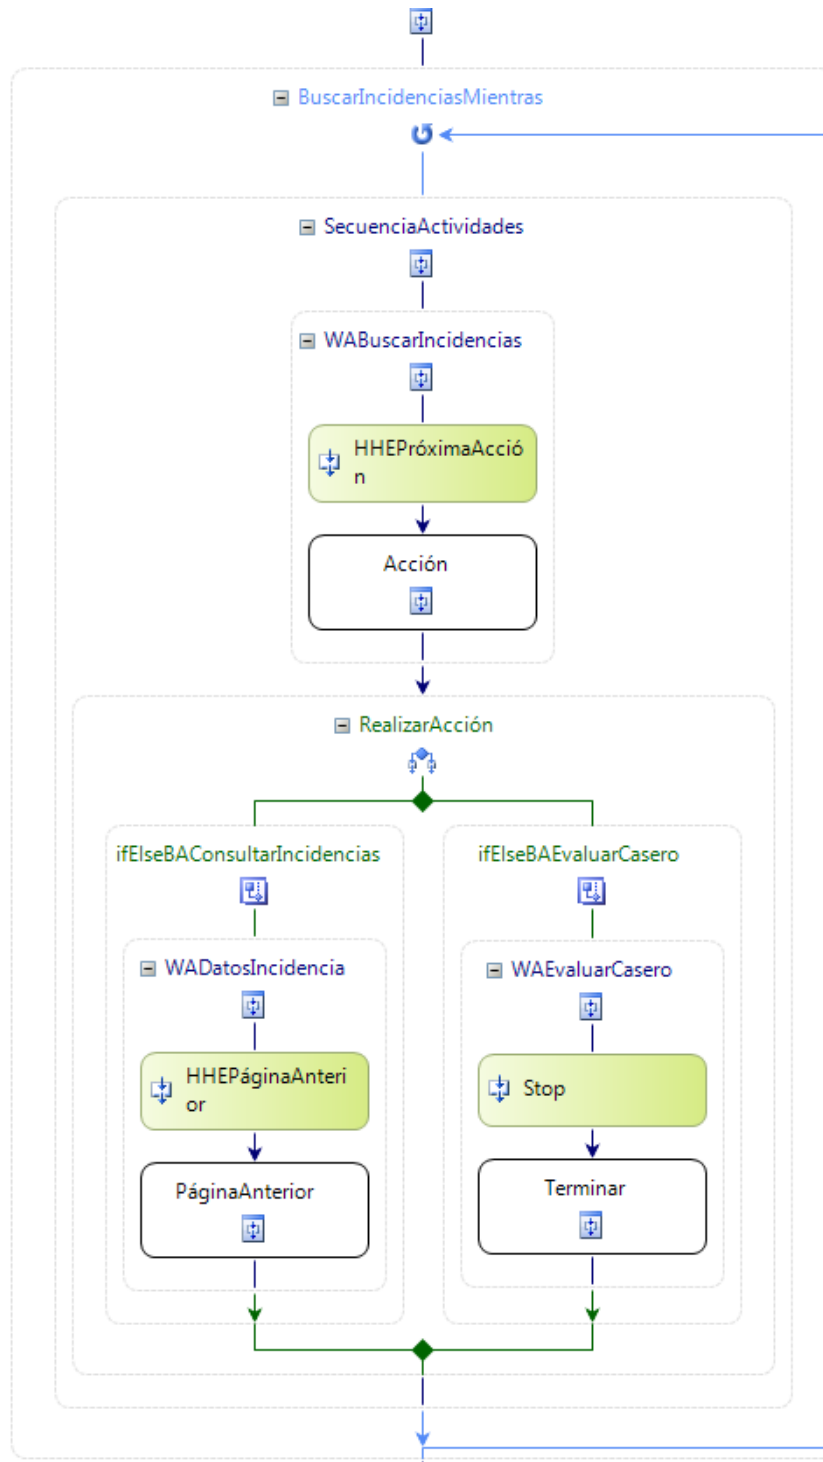 BuscarIncidenciasMientras
SecuenciaActividades
WABuscarIncidencias
HHEPróximaAcció
n
Acción
RealizarAcción
ifElseBAConsultarIncidencias
ifElseBAEvaluarCasero
WADatosIncidencia
WAEvaluarCasero
HHEPáginaAnteri
or
Stop
PáginaAnterior
Terminar